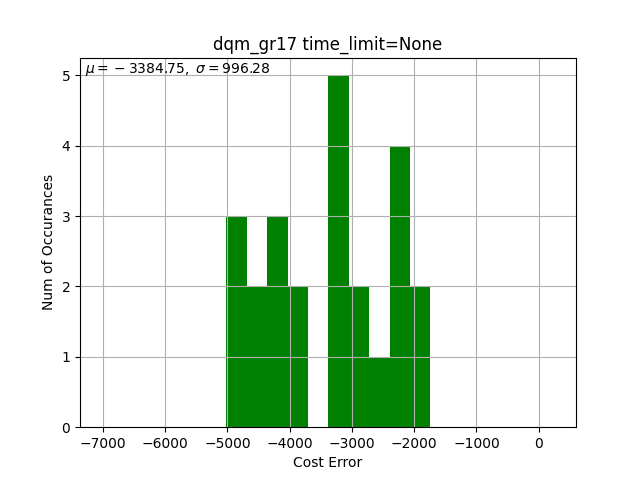 dqm_gr17 time_limit=None
μ = − 3384.75, σ = 996.28
Num of Occurances
5
4
3
2
1
0
−7000 −6000 −5000 −4000 −3000 −2000 −1000 0
Cost Error